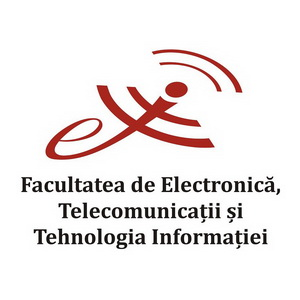 Facultatea de Electronică,
Telecomunicații și
Tehnologia Informației